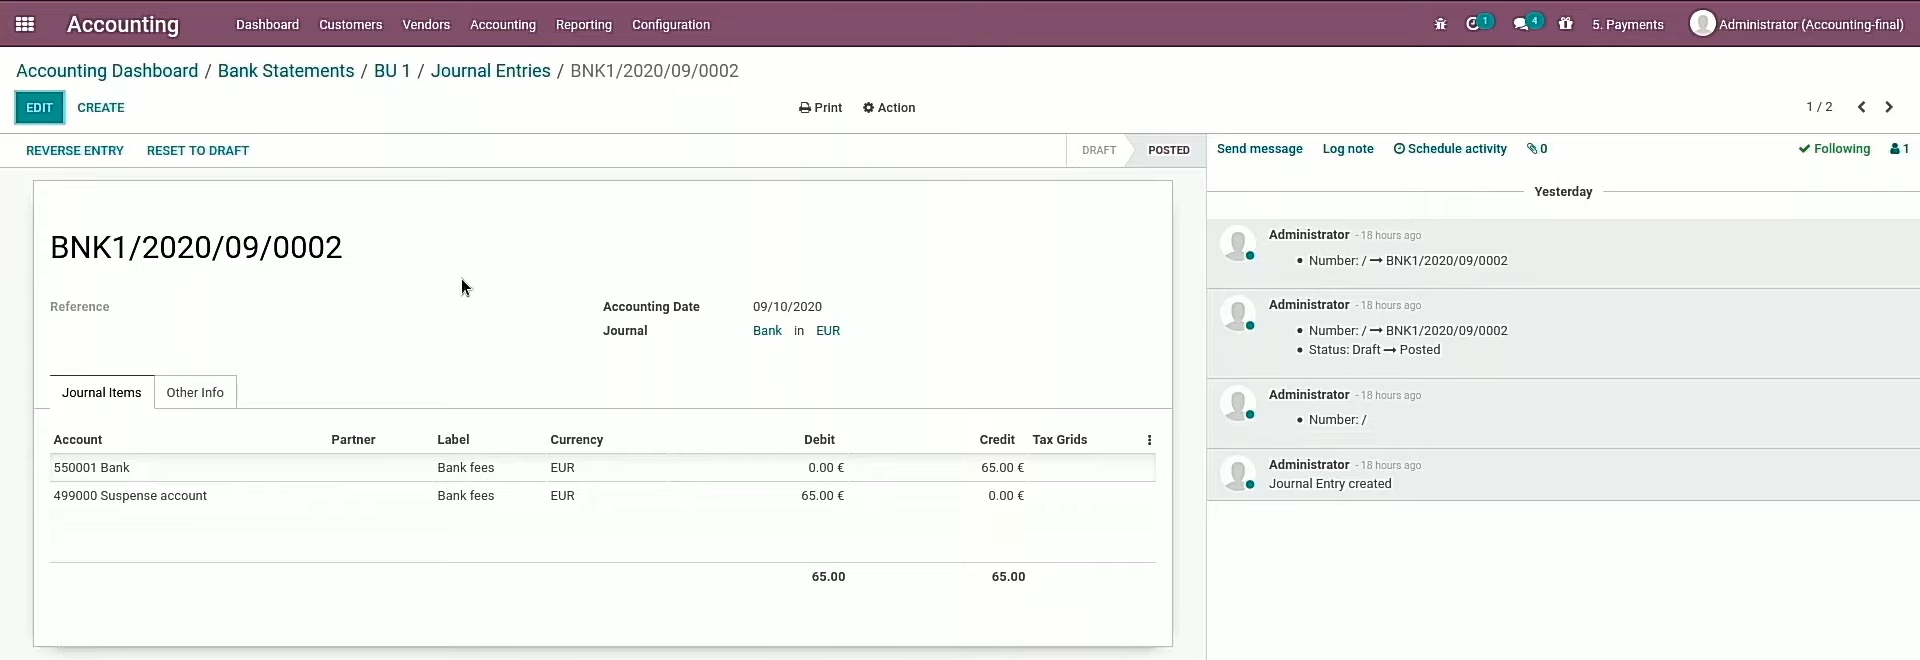 Accounting Dashboard Customers Vendors Accounting Reporting Configuration 1 4 5. Payments Administrator (Accounting-final)
Accounting Dashboard / Bank Statements / BU 1 / Journal Entries / BNK1/2020/09/0002
EDIT CREATE Print Action 1 / 2
REVERSE ENTRY RESET TO DRAFT DRAFT POSTED
BNK1/2020/09/0002
Reference Accounting Date 09/10/2020
Journal Bank in EUR
Journal Items Other Info
Account Partner Label Currency Debit Credit Tax Grids
550001 Bank Bank fees EUR 0.00 € 65.00 €
499000 Suspense account Bank fees EUR 65.00 € 0.00 €
65.00 65.00
Send message Log note Schedule activity 0 Following 1
Yesterday
Administrator - 18 hours ago
• Number: / → BNK1/2020/09/0002
Administrator - 18 hours ago
• Number: / → BNK1/2020/09/0002
• Status: Draft → Posted
Administrator - 18 hours ago
• Number: /
Administrator - 18 hours ago
Journal Entry created